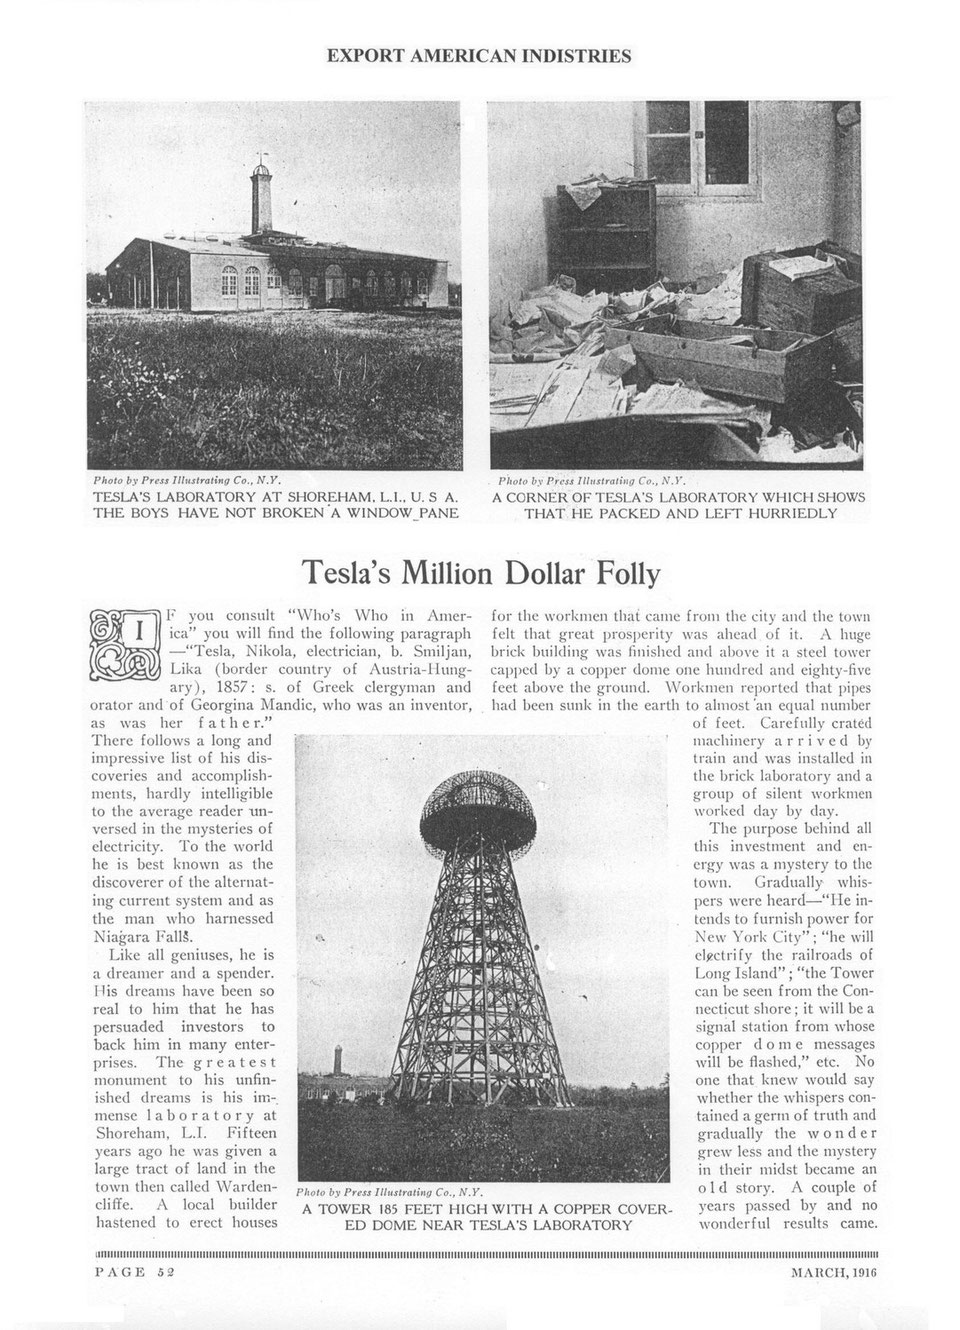 EXPORT AMERICAN INDISTRIES
Photo by Press Illustrating Co., N.Y.
TESLA'S LABORATORY AT SHOREHAM, L.I., U. S A.
THE BOYS HAVE NOT BROKEN A WINDOW PANE
Photo by Press Illustrating Co., N.Y.
A CORNER OF TESLA'S LABORATORY WHICH SHOWS
THAT HE PACKED AND LEFT HURRIEDLY
Tesla's Million Dollar Folly
IF you consult "Who's Who in Amer-
ica" you will find the following paragraph
—"Tesla, Nikola, electrician, b. Smiljan,
Lika (border country of Austria-Hung-
ary), 1857: s. of Greek clergyman and
orator and of Georgina Mandic, who was an inventor,
as was her father."
There follows a long and
impressive list of his dis-
coveries and accomplish-
ments, hardly intelligible
to the average reader un-
versed in the mysteries of
electricity. To the world
he is best known as the
discoverer of the alternat-
ing current system and as
the man who harnessed
Niagara Falls.
Like all geniuses, he is
a dreamer and a spender.
His dreams have been so
real to him that he has
persuaded investors to
back him in many enter-
prises. The greatest
monument to his unfin-
ished dreams is his im-
mense laboratory at
Shoreham, L.I. Fifteen
years ago he was given a
large tract of land in the
town then called Warden-
cliffe. A local builder
hastened to erect houses
Photo by Press Illustrating Co., N.Y.
A TOWER 185 FEET HIGH WITH A COPPER COVER-
ED DOME NEAR TESLA'S LABORATORY
for the workmen that came from the city and the town
felt that great prosperity was ahead of it. A huge
brick building was finished and above it a steel tower
capped by a copper dome one hundred and eighty-five
feet above the ground. Workmen reported that pipes
had been sunk in the earth to almost an equal number
of feet. Carefully crated
machinery arrived by
train and was installed in
the brick laboratory and a
group of silent workmen
worked day by day.
The purpose behind all
this investment and en-
ergy was a mystery to the
town. Gradually whis-
pers were heard—"He in-
tends to furnish power for
New York City"; "he will
electrify the railroads of
Long Island"; "the Tower
can be seen from the Con-
necticut shore; it will be a
signal station from whose
copper dome messages
will be flashed," etc. No
one that knew would say
whether the whispers con-
tained a germ of truth and
gradually the wonder
grew less and the mystery
in their midst became an
old story. A couple of
years passed by and no
wonderful results came.
PAGE 52
MARCH, 1916